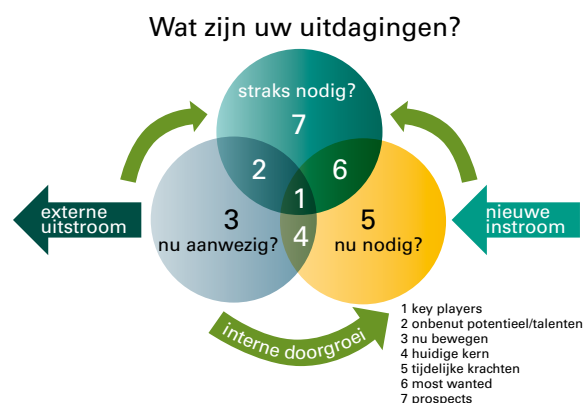 Wat zijn uw uitdagingen?
straks nodig?
7
2
6
1
3
nu aanwezig?
4
5
nu nodig?
externe
uitstroom
nieuwe
instroom
interne doorgroei
1 key players
2 onbenut potentieel/talenten
3 nu bewegen
4 huidige kern
5 tijdelijke krachten
6 most wanted
7 prospects